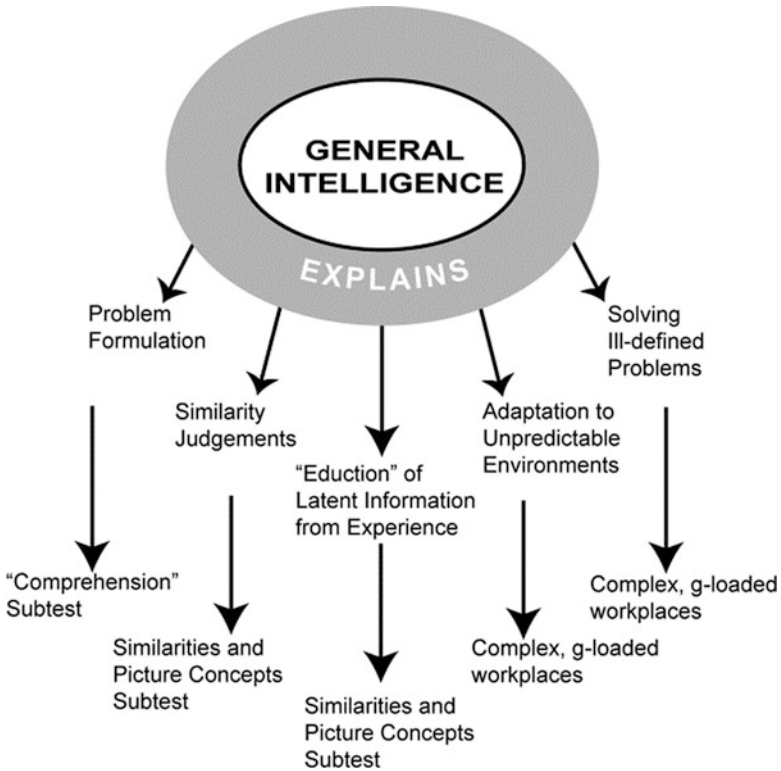 GENERAL
INTELLIGENCE
EXPLAINS
Problem
Formulation
Solving
Ill-defined
Problems
Similarity
Judgements
Adaptation to
Unpredictable
Environments
“Eduction” of
Latent Information
from Experience
“Comprehension”
Subtest
Complex, g-loaded
workplaces
Similarities and
Picture Concepts
Subtest
Complex, g-loaded
workplaces
Similarities and
Picture Concepts
Subtest